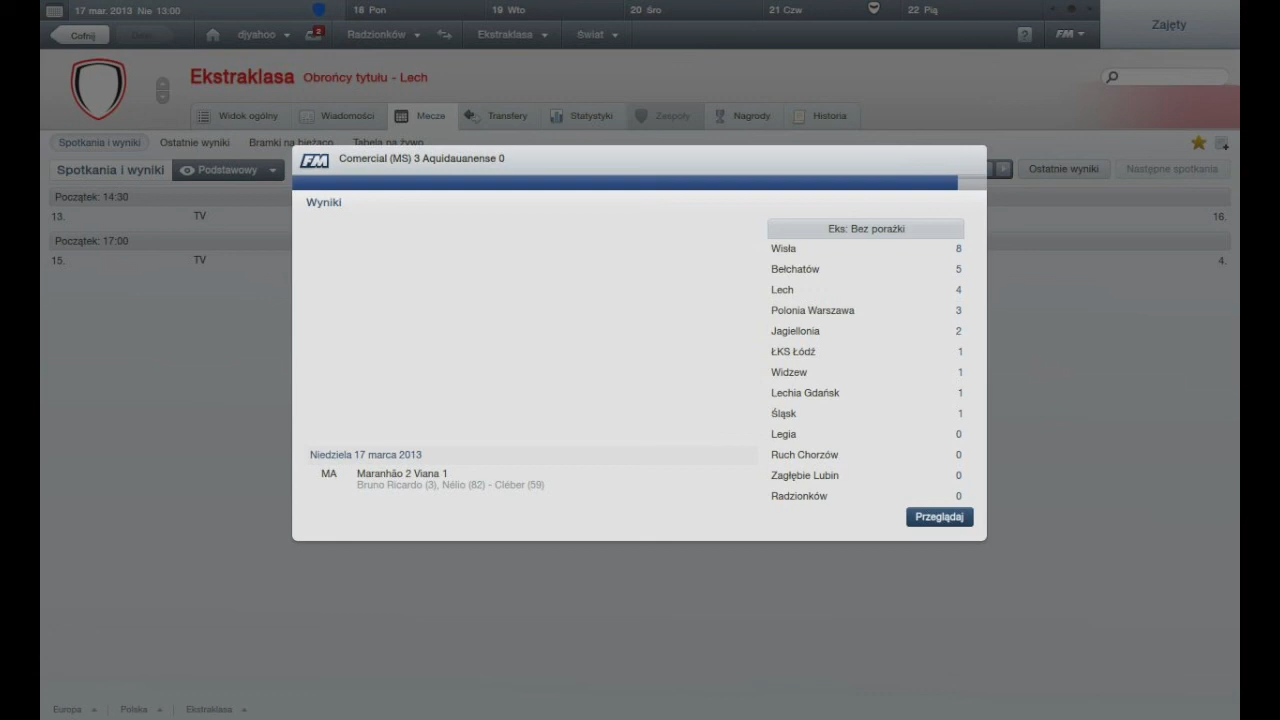 17 mar. 2013 Nie 13:00
18 Pon
19 Wto
20 Śro
21 Czw
22 Pią
Zajęty
Cofnij
djyahoo
2
Radzionków
Ekstraklasa
Świat
?
FM
Ekstraklasa Obrońcy tytułu - Lech
Widok ogólny
Wiadomości
Mecze
Transfery
Statystyki
Zespoły
Nagrody
Historia
Spotkania i wyniki
Ostatnie wyniki
Bramki na bieżąco
Tabela na żywo
Spotkania i wyniki
Podstawowy
Ostatnie wyniki
Następne spotkania
Początek: 14:30
13. TV 16.
Początek: 17:00
15. TV 4.
FM Comercial (MS) 3 Aquidauanense 0
Wyniki
Eks: Bez porażki
Wisła 8
Bełchatów 5
Lech 4
Polonia Warszawa 3
Jagiellonia 2
ŁKS Łódź 1
Widzew 1
Lechia Gdańsk 1
Śląsk 1
Legia 0
Ruch Chorzów 0
Zagłębie Lubin 0
Radzionków 0
Niedziela 17 marca 2013
MA Maranhão 2 Viana 1
Bruno Ricardo (3), Nélio (82) - Cléber (59)
Przeglądaj
Europa
Polska
Ekstraklasa